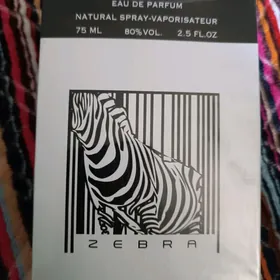 EAU DE PARFUM
NATURAL SPRAY-VAPORISATEUR
75 ML 80% VOL. 2.5 FL.OZ
ZEBRA